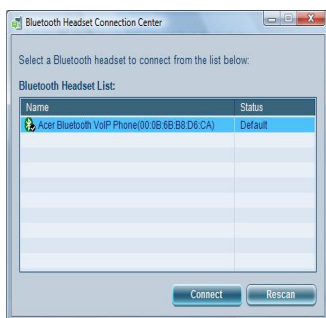 Bluetooth Headset Connection Center
Select a Bluetooth headset to connect from the list below:
Bluetooth Headset List:
Name Status
Acer Bluetooth VoIP Phone(00:0B:6B:B8:D6:CA) Default
Connect Rescan